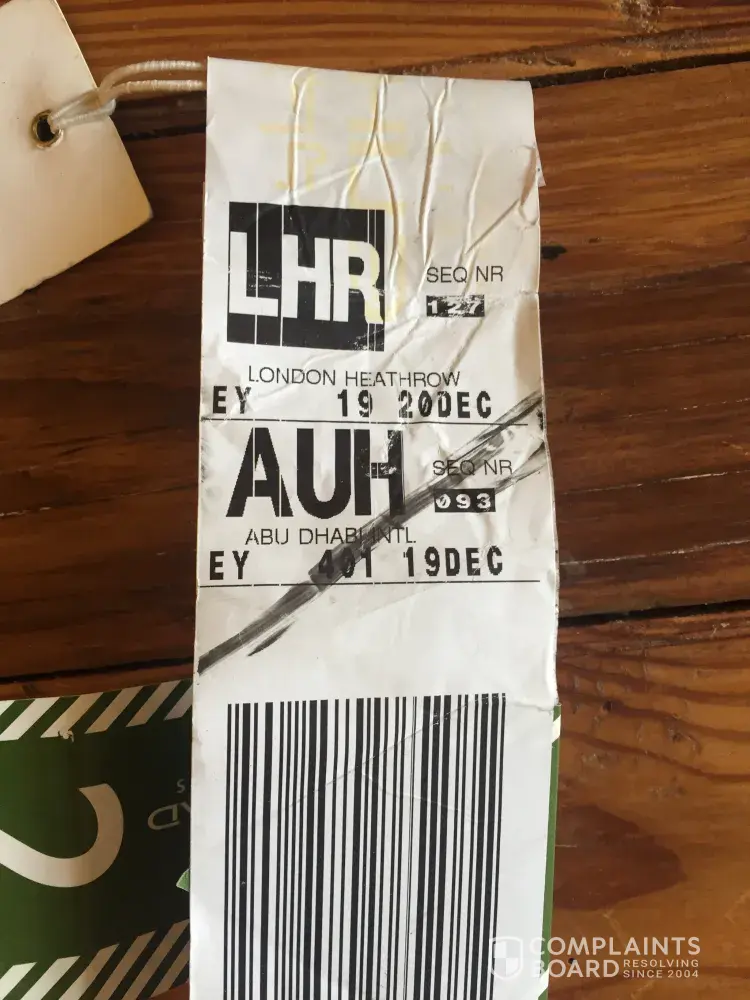 LHR
SEQ NR
127
LONDON HEATHROW
EY 19 20DEC
AUH
SEQ NR
093
ABU DHABI INTL.
EY 401 19DEC
COMPLAINTS
BOARD RESOLVING
SINCE 2004